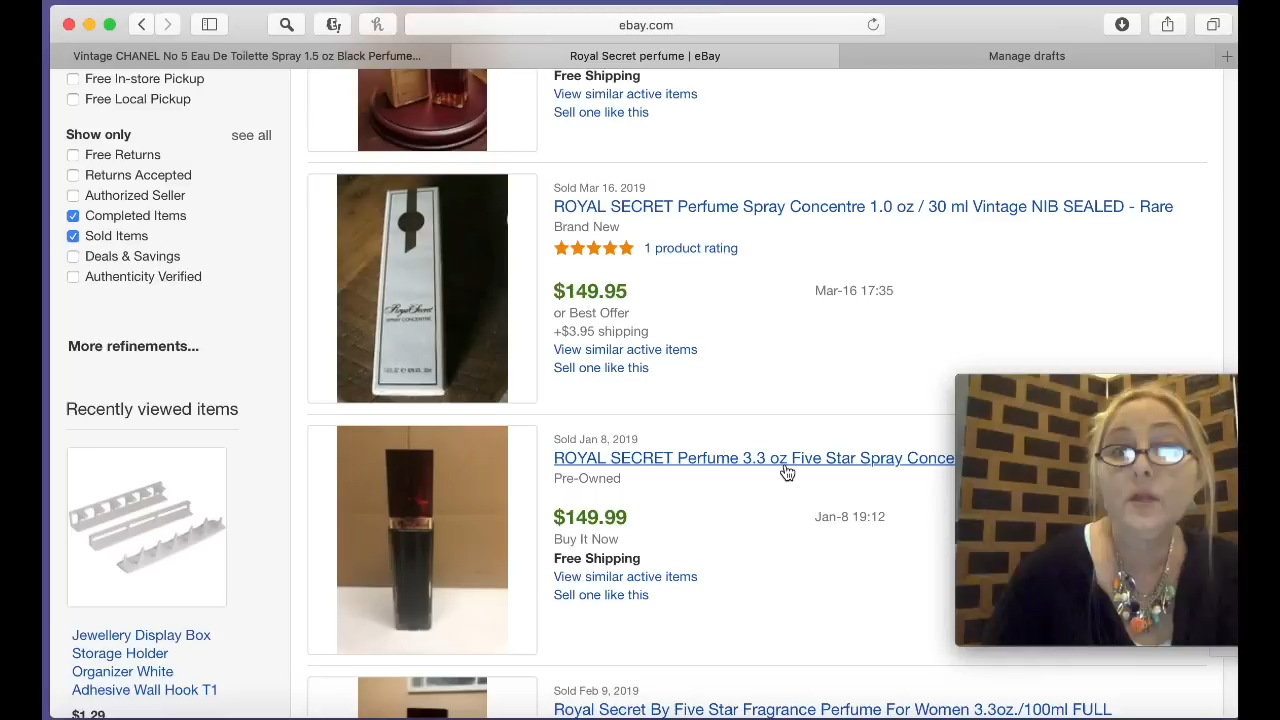 ebay.com
Vintage CHANEL No 5 Eau De Toilette Spray 1.5 oz Black Perfume...
Royal Secret perfume | eBay
Manage drafts
Free In-store Pickup
Free Local Pickup
Show only
see all
Free Returns
Returns Accepted
Authorized Seller
Completed Items
Sold Items
Deals & Savings
Authenticity Verified
More refinements...
Recently viewed items
Jewellery Display Box
Storage Holder
Organizer White
Adhesive Wall Hook T1
$1.29
Free Shipping
View similar active items
Sell one like this
Sold Mar 16, 2019
ROYAL SECRET Perfume Spray Concentre 1.0 oz / 30 ml Vintage NIB SEALED - Rare
Brand New
1 product rating
$149.95
Mar-16 17:35
or Best Offer
+$3.95 shipping
View similar active items
Sell one like this
Royal Secret
SPRAY CONCENTRÉ
Sold Jan 8, 2019
ROYAL SECRET Perfume 3.3 oz Five Star Spray Conce
Pre-Owned
$149.99
Jan-8 19:12
Buy It Now
Free Shipping
View similar active items
Sell one like this
Sold Feb 9, 2019
Royal Secret By Five Star Fragrance Perfume For Women 3.3oz./100ml FULL